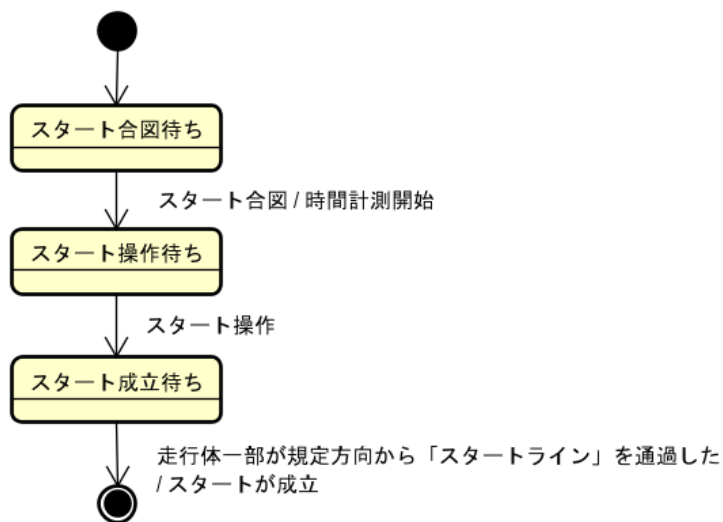 スタート合図待ち
スタート合図 / 時間計測開始
スタート操作待ち
スタート操作
スタート成立待ち
走行体一部が規定方向から「スタートライン」を通過した
/ スタートが成立